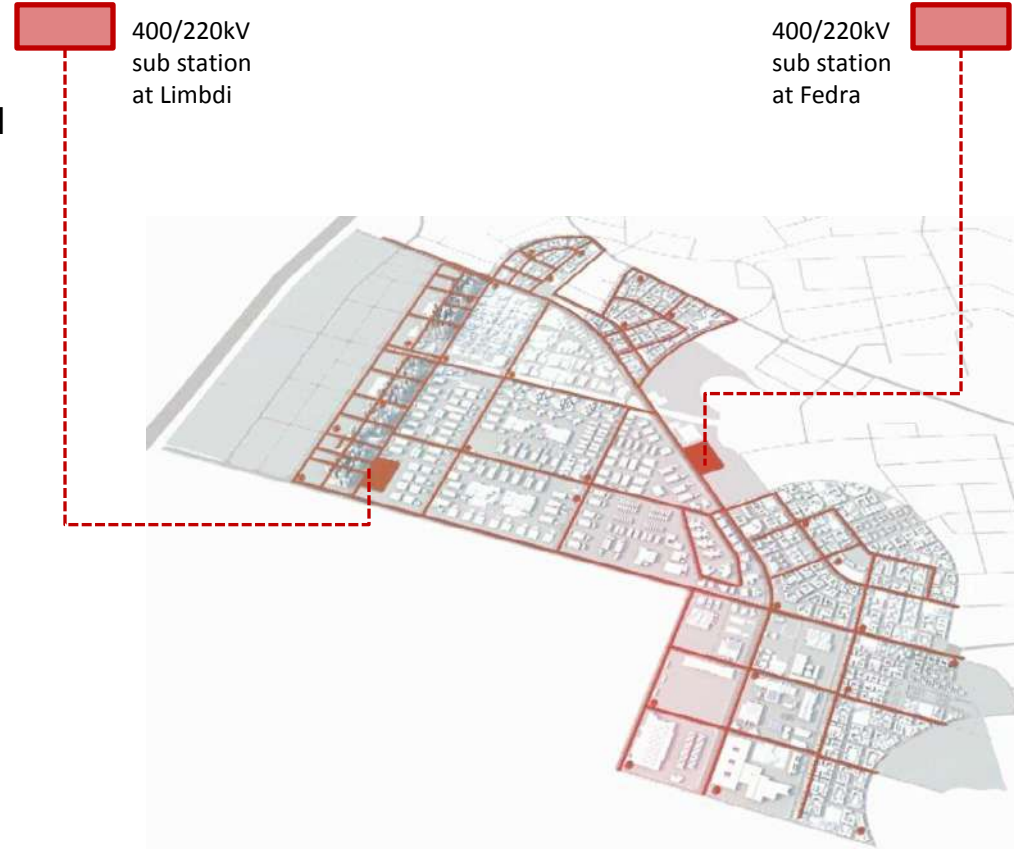 400/220kV
sub station
at Limbdi
400/220kV
sub station
at Fedra